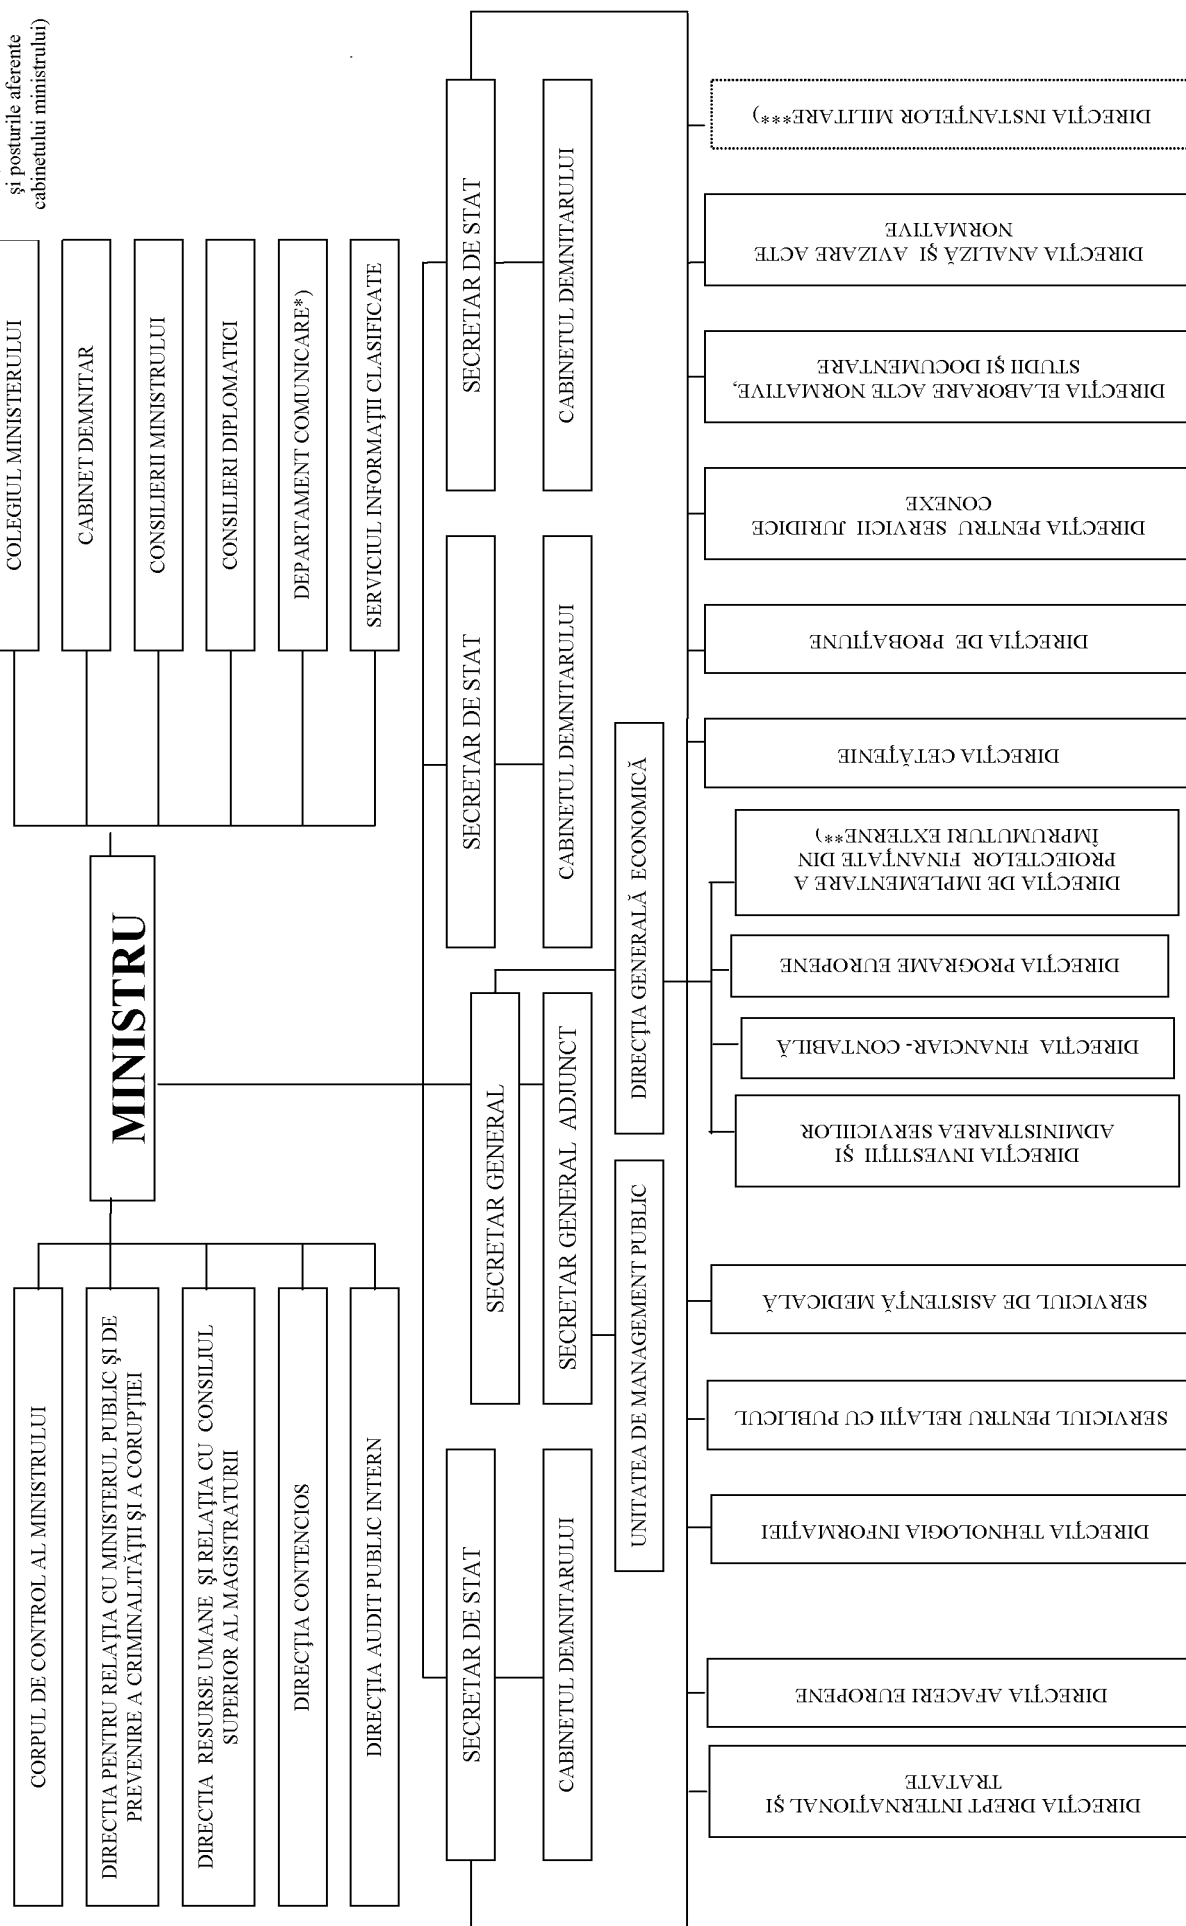 şi posturile aferente
cabinetului ministrului)
MINISTRU
CORPUL DE CONTROL AL MINISTRULUI
DIRECTIA PENTRU RELAŢIA CU MINISTERUL PUBLIC ŞI DE
PREVENIRE A CRIMINALITĂŢII ŞI A CORUPŢIEI
DIRECTIA RESURSE UMANE ŞI RELAŢIA CU CONSILIUL
SUPERIOR AL MAGISTRATURII
DIRECŢIA CONTENCIOS
DIRECŢIA AUDIT PUBLIC INTERN
COLEGIUL MINISTERULUI
CABINET DEMNITAR
CONSILIERII MINISTRULUI
CONSILIERI DIPLOMATICI
DEPARTAMENT COMUNICARE*)
SERVICIUL INFORMAŢII CLASIFICATE
SECRETAR DE STAT
CABINETUL DEMNITARULUI
SECRETAR GENERAL
SECRETAR GENERAL ADJUNCT
SECRETAR DE STAT
CABINETUL DEMNITARULUI
SECRETAR DE STAT
CABINETUL DEMNITARULUI
UNITATEA DE MANAGEMENT PUBLIC
DIRECŢIA GENERALĂ ECONOMICĂ
DIRECŢIA DREPT INTERNAŢIONAL ŞI
TRATATE
DIRECŢIA AFACERI EUROPENE
DIRECŢIA TEHNOLOGIA INFORMAŢIEI
SERVICIUL PENTRU RELAŢII CU PUBLICUL
SERVICIUL DE ASISTENŢĂ MEDICALĂ
DIRECŢIA INVESTIŢII ŞI
ADMINISTRAREA SERVICIILOR
DIRECŢIA FINANCIAR- CONTABILĂ
DIRECŢIA PROGRAME EUROPENE
DIRECŢIA DE IMPLEMENTARE A
PROIECTELOR FINANŢATE DIN
ÎMPRUMUTURI EXTERNE**)
DIRECŢIA CETĂŢENIE
DIRECŢIA DE PROBAŢIUNE
DIRECŢIA PENTRU SERVICII JURIDICE
CONEXE
DIRECŢIA ELABORARE ACTE NORMATIVE,
STUDII ŞI DOCUMENTARE
DIRECŢIA ANALIZĂ ŞI AVIZARE ACTE
NORMATIVE
DIRECŢIA INSTANŢELOR MILITARE***)